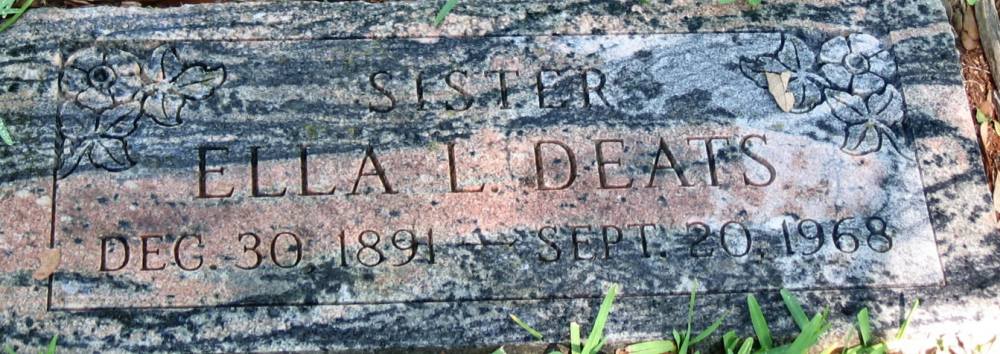 SISTER
ELLA L. DEATS
DEC. 30, 1891 — SEPT. 20, 1968